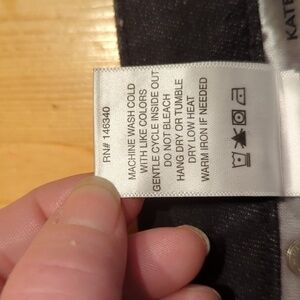 RN# 146340
MACHINE WASH COLD
WITH LIKE COLORS
GENTLE CYCLE INSIDE OUT
DO NOT BLEACH
HANG DRY OR TUMBLE
DRY LOW HEAT
WARM IRON IF NEEDED